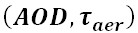 (AOD, τaer)